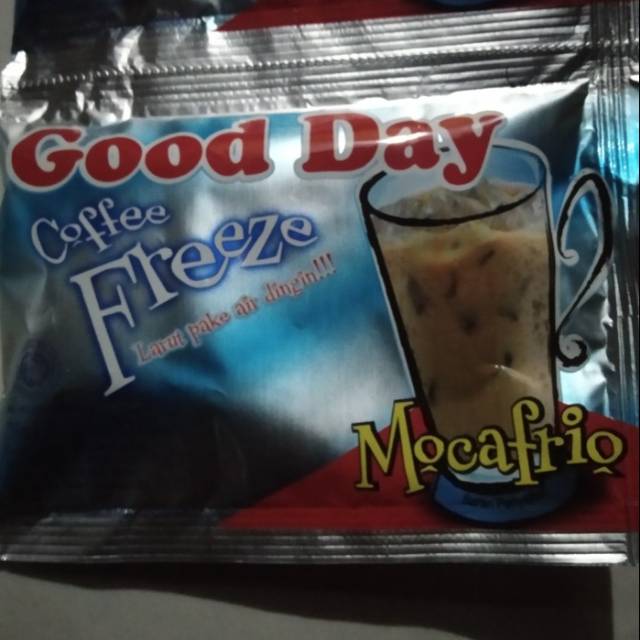 Good Day
Coffee
Freeze
Larut pake air dingin!!!
Mocafrio